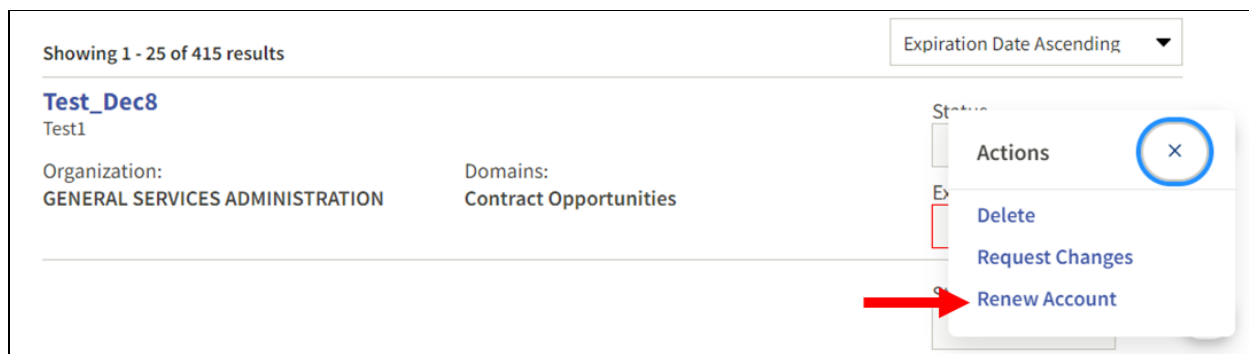 Showing 1 - 25 of 415 results
Expiration Date Ascending
Test_Dec8
Test1
Status
Organization:
Domains:
GENERAL SERVICES ADMINISTRATION
Contract Opportunities
Actions
Delete
Request Changes
Renew Account